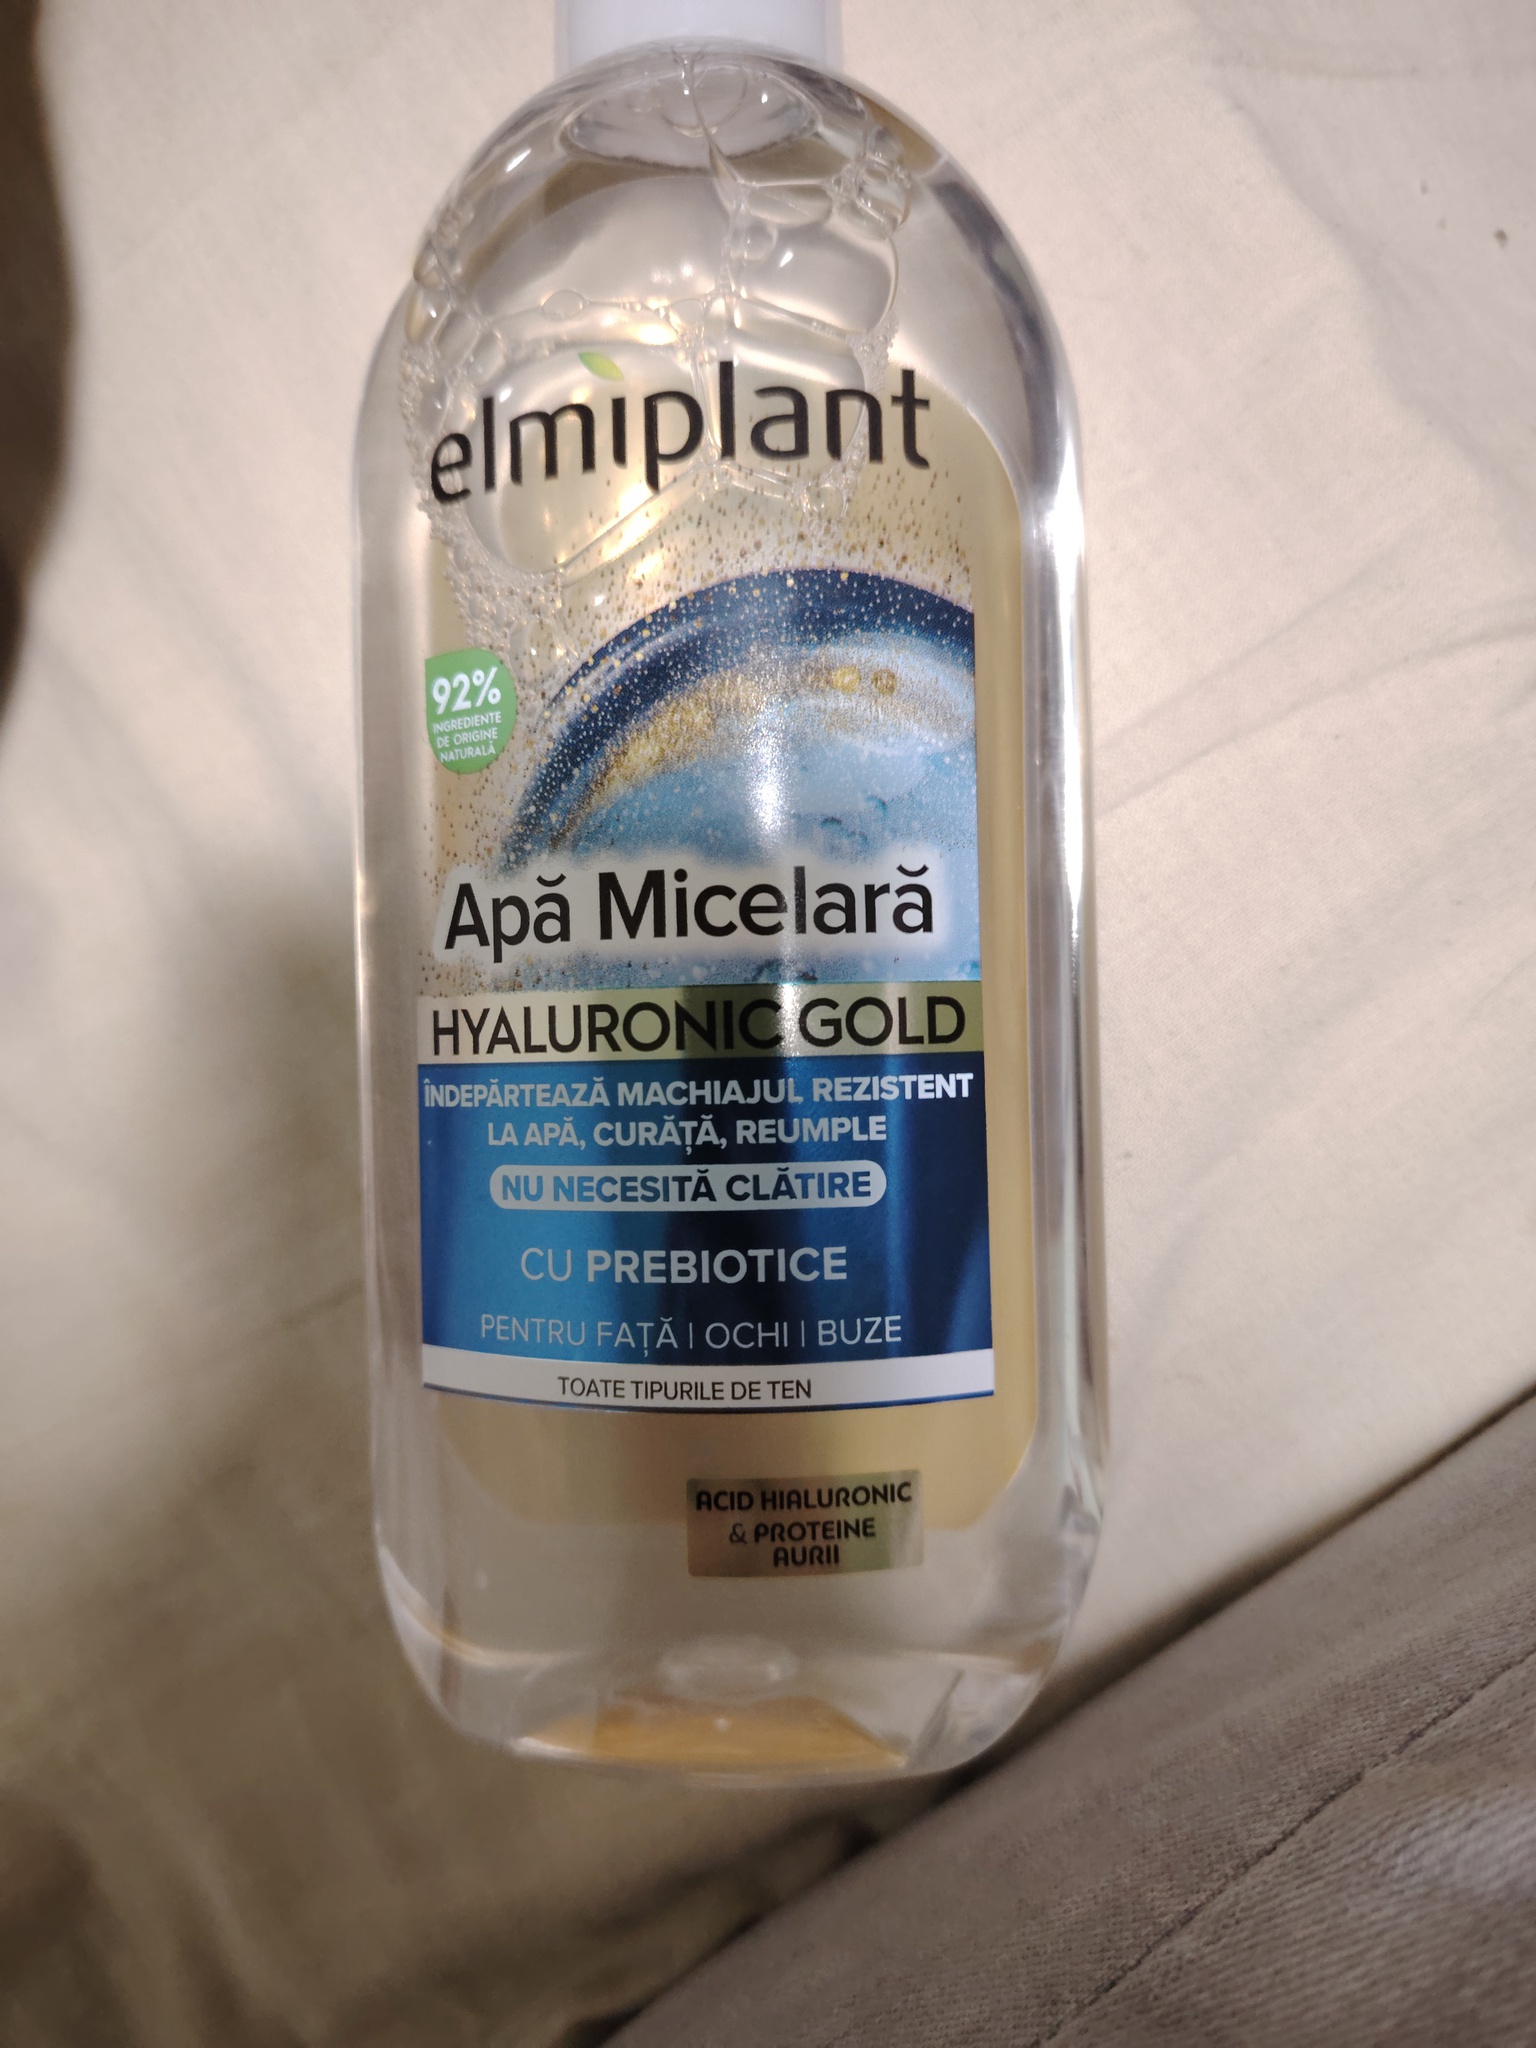 elmiplant
92%
INGREDIENTE
DE ORIGINE
NATURALĂ
Apă Micelară
HYALURONIC GOLD
ÎNDEPĂRTEAZĂ MACHIAJUL REZISTENT
LA APĂ, CURĂȚĂ, REUMPLE
NU NECESITĂ CLĂTIRE
CU PREBIOTICE
PENTRU FAȚĂ | OCHI | BUZE
TOATE TIPURILE DE TEN
ACID HIALURONIC
& PROTEINE
AURII